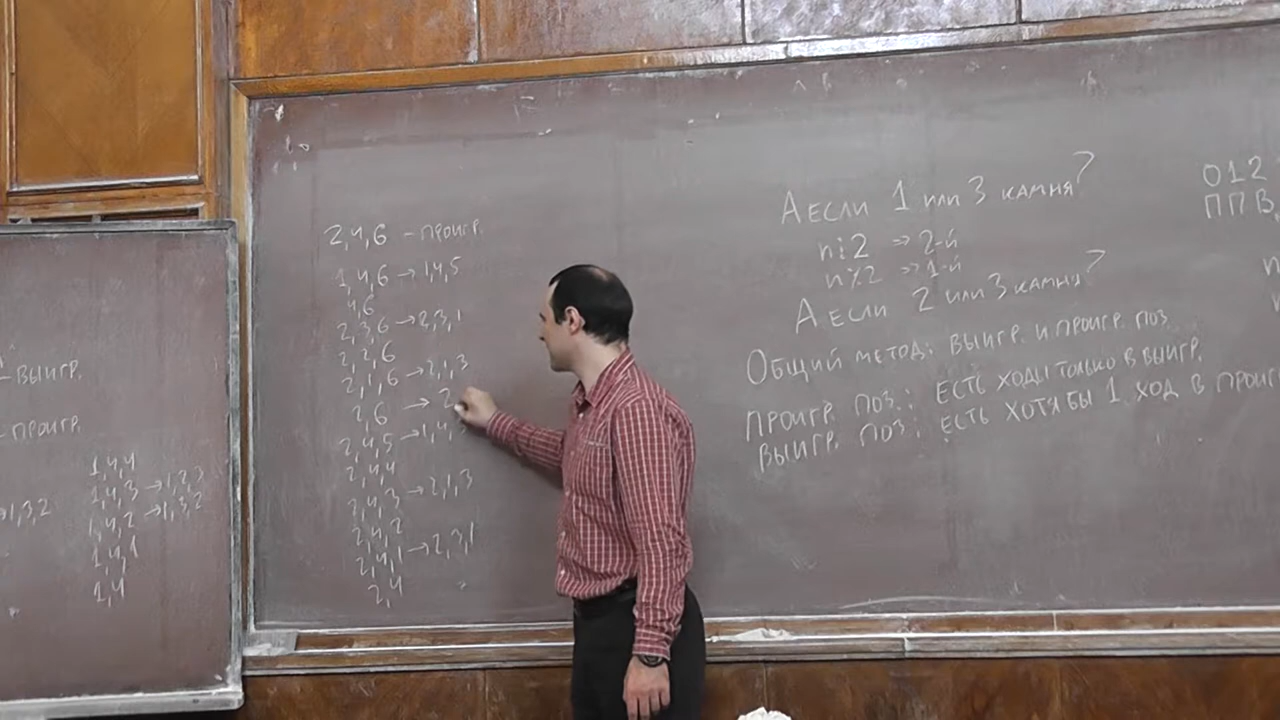 – ВЫИГР.
– ПРОИГР.
→1,3,2
1,4,4
1,4,3 →1,2,3
1,4,2 →1,3,2
1,4,1
1,4
2,4,6 – ПРОИГР.
1,4,6 → 1,4,5
4,6
2,3,6 → 2,3,1
2,2,6
2,1,6 → 2,1,3
2,6 → 2
2,4,5 → 1,4,5
2,4,4
2,4,3 → 2,1,3
2,4,2
2,4,1 → 2,3,1
2,4
А ЕСЛИ 1 ИЛИ 3 КАМНЯ?
n⋮2 ⇒ 2-й
n⋮̸2 ⇒ 1-й
А ЕСЛИ 2 ИЛИ 3 КАМНЯ?
ОБЩИЙ МЕТОД: ВЫИГР. И ПРОИГР. ПОЗ.
ПРОИГР. ПОЗ.: ЕСТЬ ХОДЫ ТОЛЬКО В ВЫИГР.
ВЫИГР. ПОЗ.: ЕСТЬ ХОТЯ БЫ 1 ХОД В ПРОИГР
012
ППВ